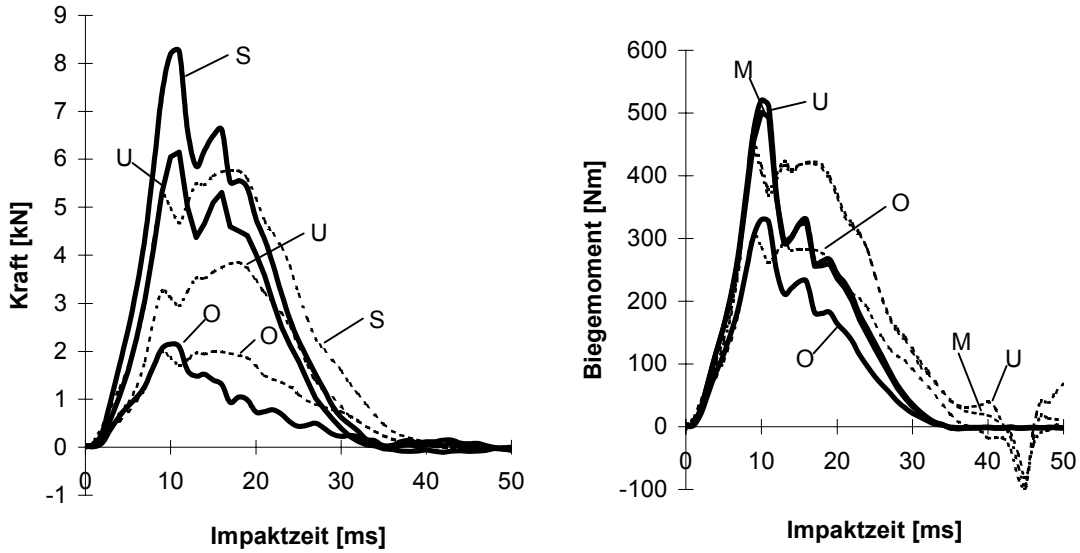 9
8
7
6
5
4
3
2
1
0
-1
Kraft [kN]
S
U
U
S
O
O
0 10 20 30 40 50
Impaktzeit [ms]
600
500
400
300
200
100
0
-100
Biegemoment [Nm]
M
U
O
O
M
U
0 10 20 30 40 50
Impaktzeit [ms]